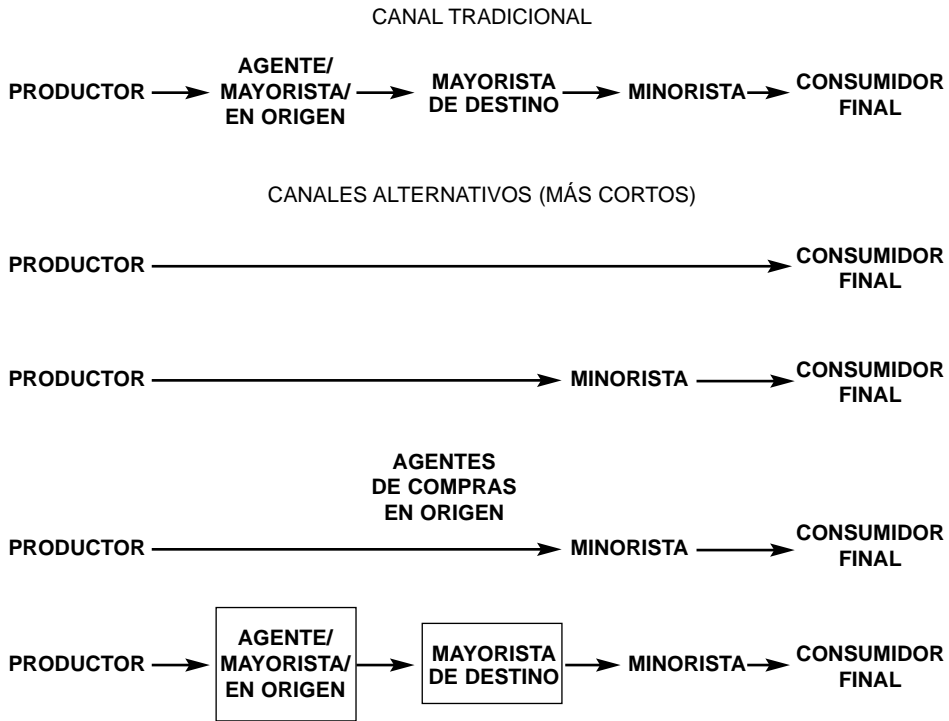 CANAL TRADICIONAL
PRODUCTOR
AGENTE/
MAYORISTA/
EN ORIGEN
MAYORISTA
DE DESTINO
MINORISTA
CONSUMIDOR
FINAL
CANALES ALTERNATIVOS (MÁS CORTOS)
PRODUCTOR
CONSUMIDOR
FINAL
PRODUCTOR
MINORISTA
CONSUMIDOR
FINAL
AGENTES
DE COMPRAS
EN ORIGEN
PRODUCTOR
MINORISTA
CONSUMIDOR
FINAL
PRODUCTOR
AGENTE/
MAYORISTA/
EN ORIGEN
MAYORISTA
DE DESTINO
MINORISTA
CONSUMIDOR
FINAL